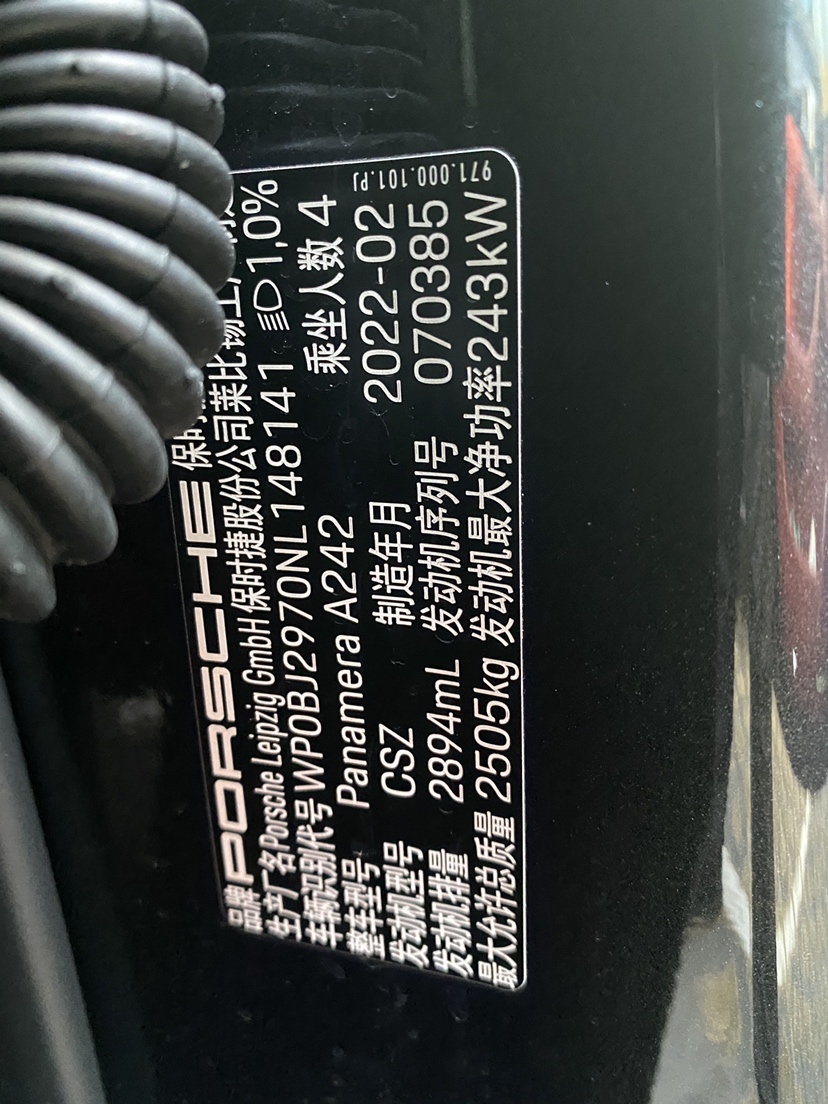 品牌 PORSCHE 保时
生产厂名 Porsche Leipzig GmbH 保时捷股份公司莱比锡工厂
车辆识别代号 WP0BJ2970NL148141 1,0%
整车型号 Panamera A242 乘坐人数 4
发动机型号 CSZ 制造年月 2022-02
发动机排量 2894mL 发动机序列号 070385
最大允许总质量 2505kg 发动机最大净功率 243kW
971.000.101.PJ